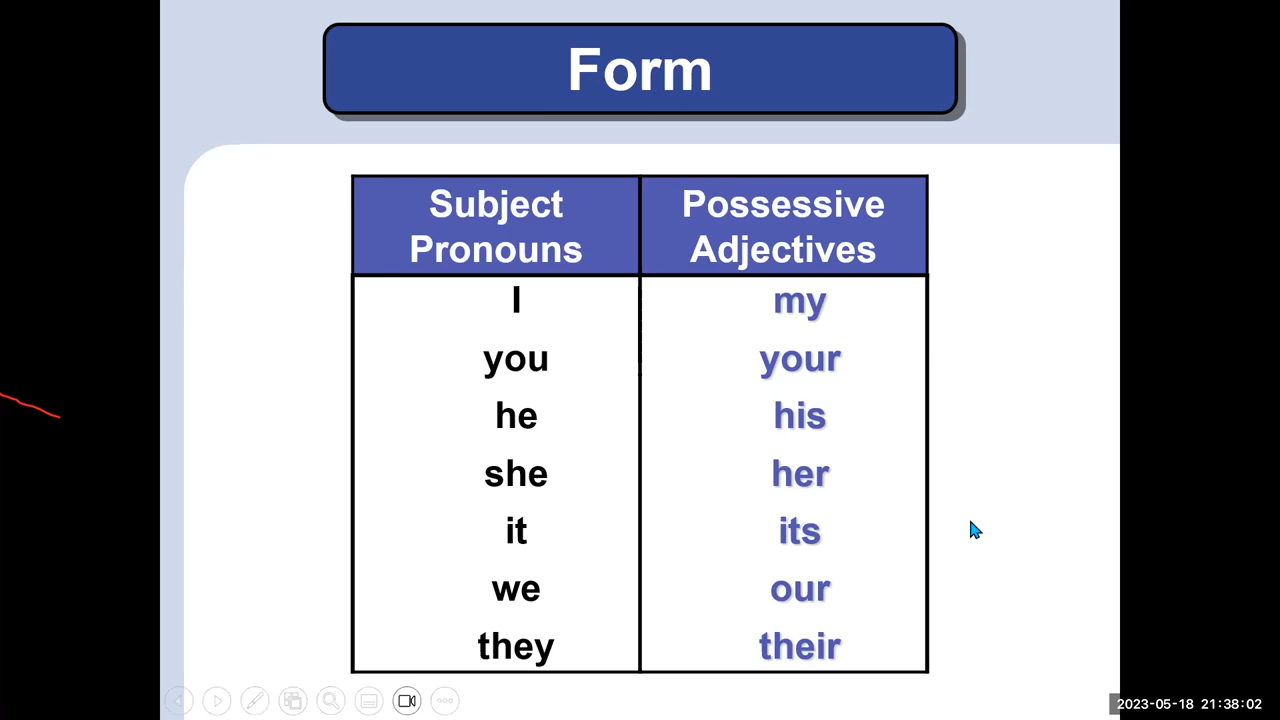 Form
Subject Pronouns
Possessive Adjectives
I my
you your
he his
she her
it its
we our
they their
2023-05-18 21:38:02